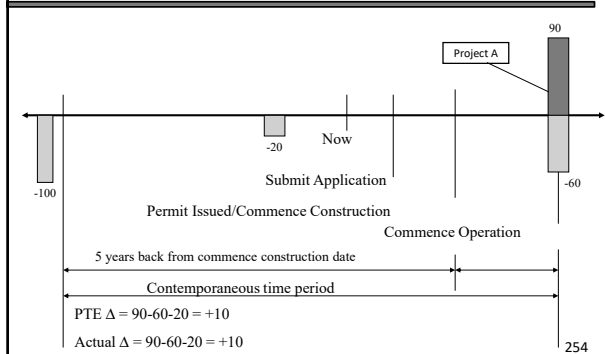 90
Project A
-20
Now
-100
-60
Submit Application
Permit Issued/Commence Construction
Commence Operation
5 years back from commence construction date
Contemporaneous time period
PTE Δ = 90-60-20 = +10
Actual Δ = 90-60-20 = +10
254